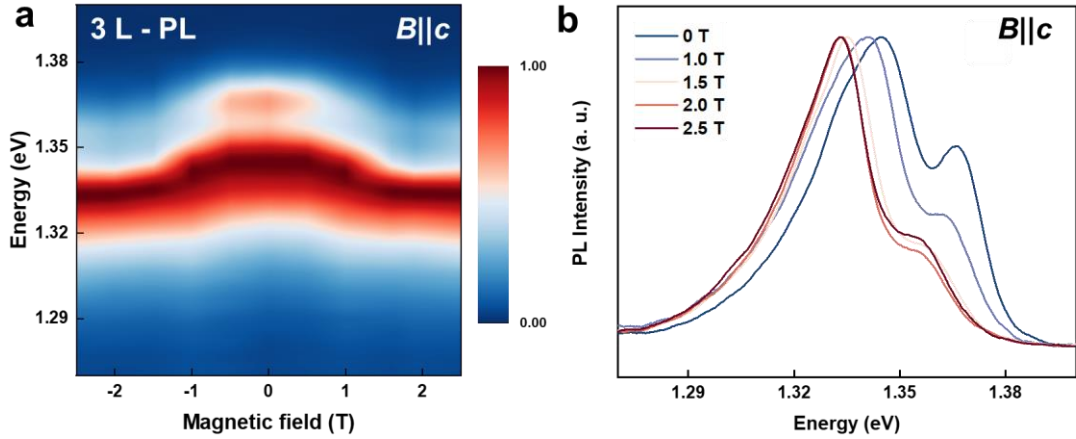 a
3 L - PL
B||c
Energy (eV)
1.38
1.35
1.32
1.29
-2 -1 0 1 2
Magnetic field (T)
1.00
0.00
b
B||c
0 T
1.0 T
1.5 T
2.0 T
2.5 T
PL Intensity (a. u.)
1.29 1.32 1.35 1.38
Energy (eV)